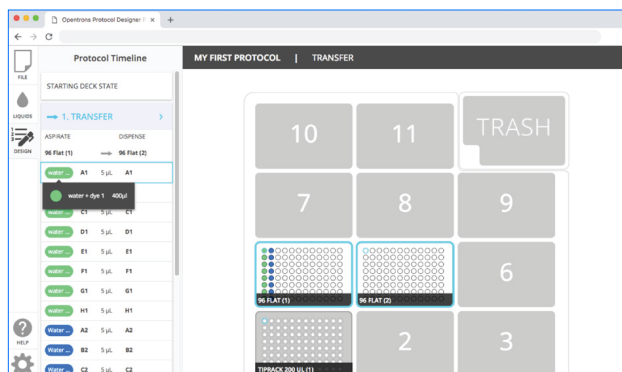 Opentrons Protocol Designer
FILE
LIQUIDS
DESIGN
HELP
Protocol Timeline
STARTING DECK STATE
1. TRANSFER
ASPIRATE DISPENSE
96 Flat (1) 96 Flat (2)
water ... A1 5 µL A1
water + dye 1 400µl
water ... C1 5 µL C1
water ... D1 5 µL D1
water ... E1 5 µL E1
water ... F1 5 µL F1
water ... G1 5 µL G1
water ... H1 5 µL H1
Water ... A2 5 µL A2
Water ... B2 5 µL B2
Water ... C2 5 µL C2
MY FIRST PROTOCOL | TRANSFER
10 11 TRASH
7 8 9
96 FLAT (1) 96 FLAT (2) 6
TIPRACK 200 UL (1) 2 3